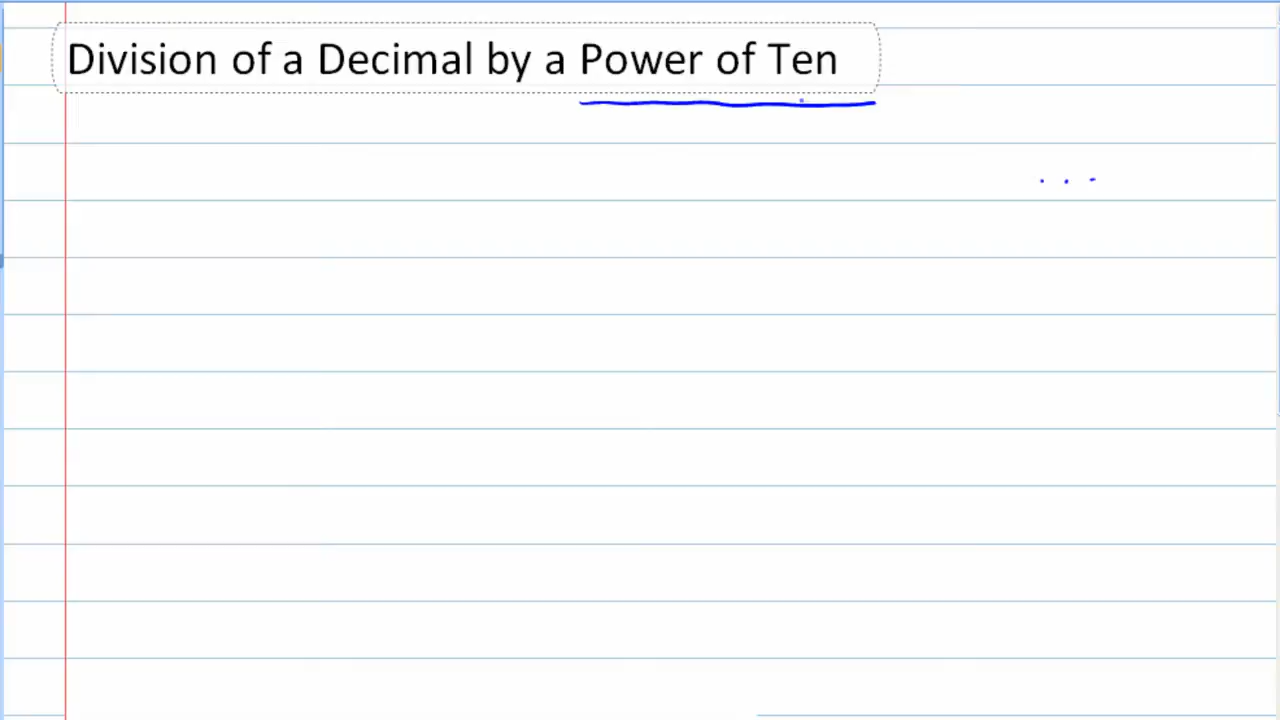 Division of a Decimal by a Power of Ten
. . .